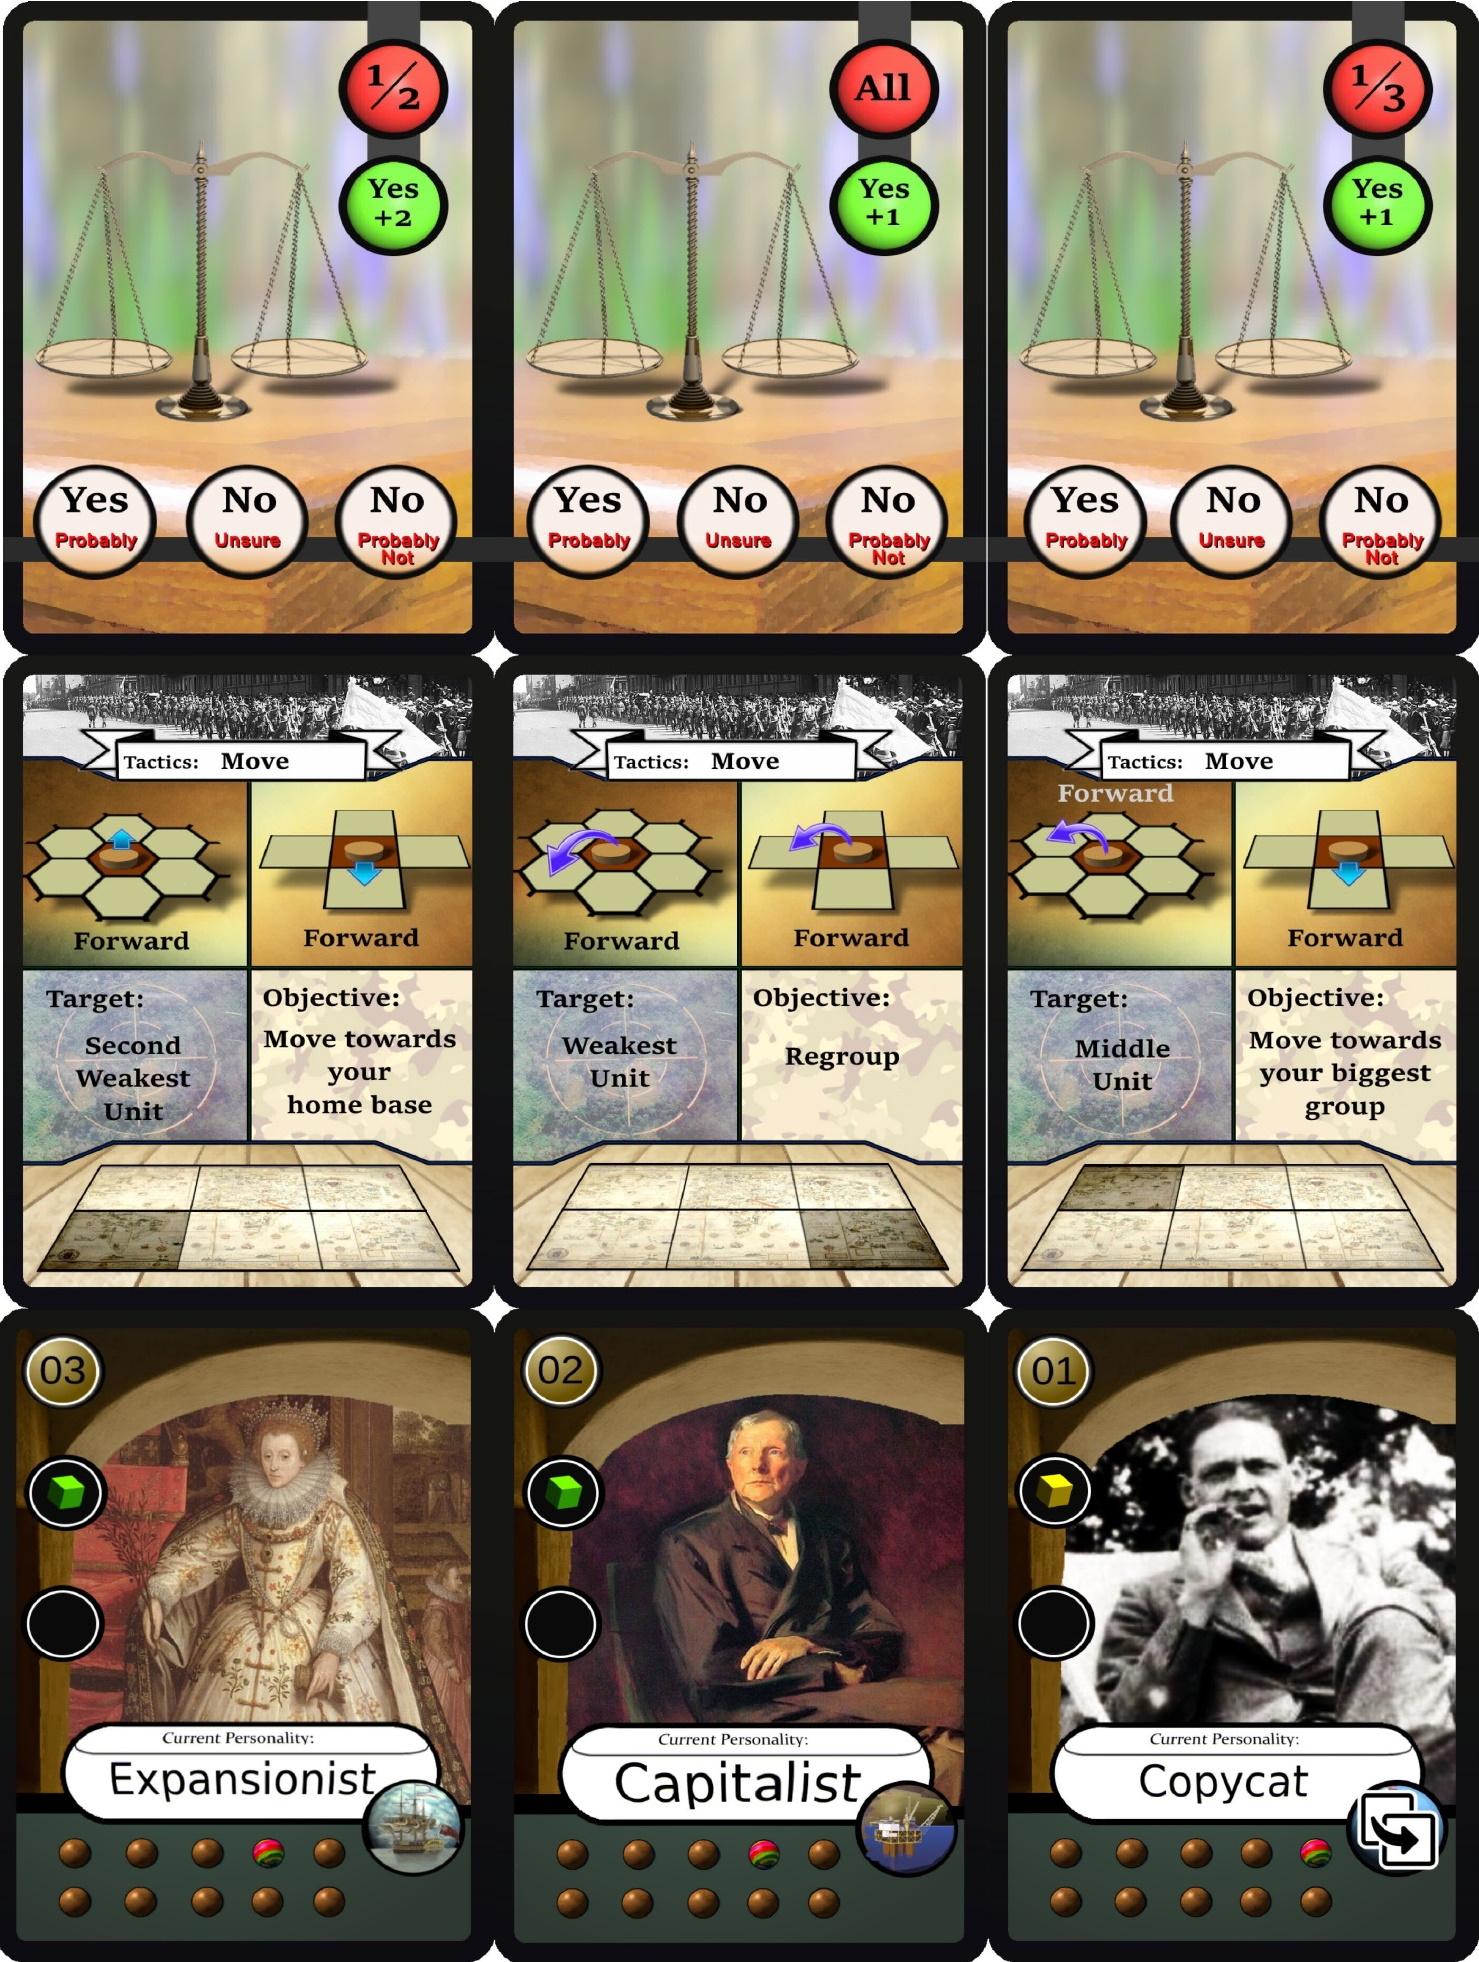 1/2
Yes
+2
Yes
Probably
No
Unsure
No
Probably
Not
All
Yes
+1
Yes
Probably
No
Unsure
No
Probably
Not
1/3
Yes
+1
Yes
Probably
No
Unsure
No
Probably
Not
Tactics: Move
Forward
Forward
Target:
Second
Weakest
Unit
Objective:
Move towards
your
home base
Tactics: Move
Forward
Forward
Target:
Weakest
Unit
Objective:
Regroup
Tactics: Move
Forward
Forward
Target:
Middle
Unit
Objective:
Move towards
your biggest
group
03
Current Personality:
Expansionist
02
Current Personality:
Capitalist
01
Current Personality:
Copycat